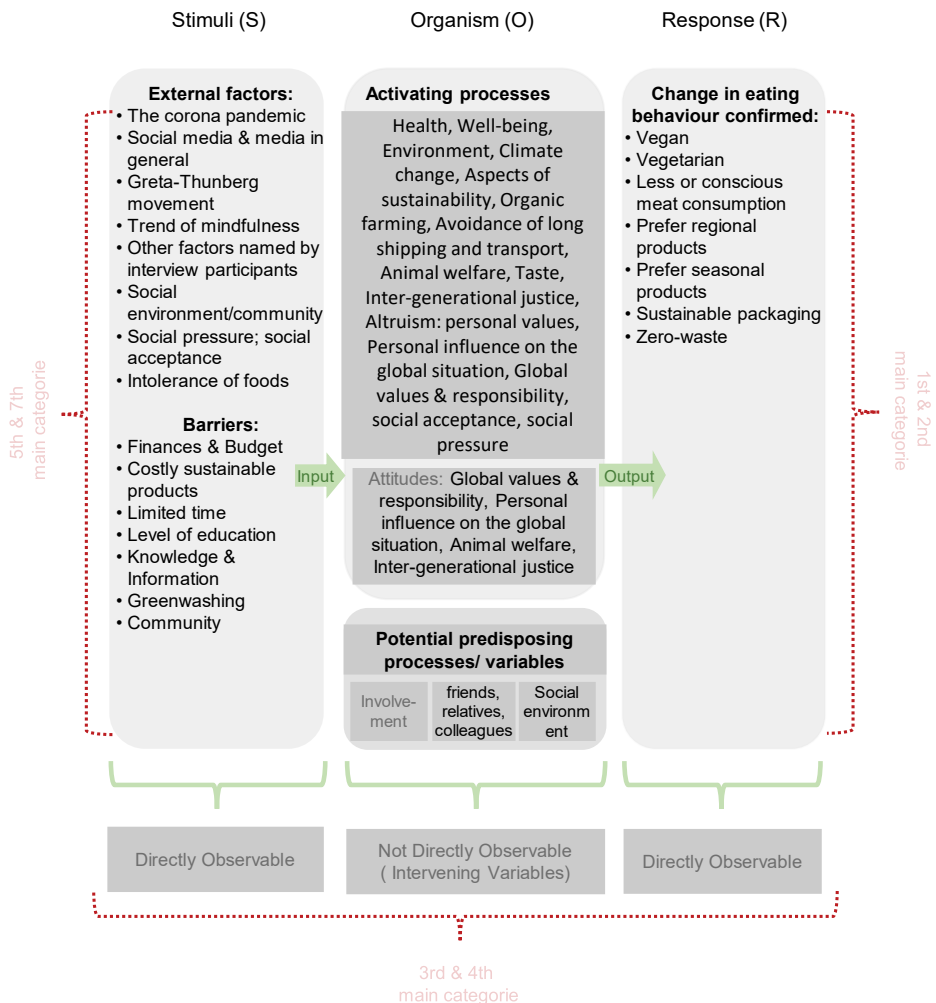 Stimuli (S)
Organism (O)
Response (R)
External factors:
• The corona pandemic
• Social media & media in
general
• Greta-Thunberg
movement
• Trend of mindfulness
• Other factors named by
interview participants
• Social
environment/community
• Social pressure; social
acceptance
• Intolerance of foods
Barriers:
• Finances & Budget
• Costly sustainable
products
• Limited time
• Level of education
• Knowledge &
Information
• Greenwashing
• Community
5th & 7th
main categorie
Input
Activating processes
Health, Well-being,
Environment, Climate
change, Aspects of
sustainability, Organic
farming, Avoidance of long
shipping and transport,
Animal welfare, Taste,
Inter-generational justice,
Altruism: personal values,
Personal influence on the
global situation, Global
values & responsibility,
social acceptance, social
pressure
Attitudes: Global values &
responsibility, Personal
influence on the global
situation, Animal welfare,
Inter-generational justice
Potential predisposing
processes/ variables
Involve-
ment
friends,
relatives,
colleagues
Social
environm
ent
Output
Change in eating
behaviour confirmed:
• Vegan
• Vegetarian
• Less or conscious
meat consumption
• Prefer regional
products
• Prefer seasonal
products
• Sustainable packaging
• Zero-waste
1st & 2nd
main categorie
Directly Observable
Not Directly Observable
( Intervening Variables)
Directly Observable
3rd & 4th
main categorie